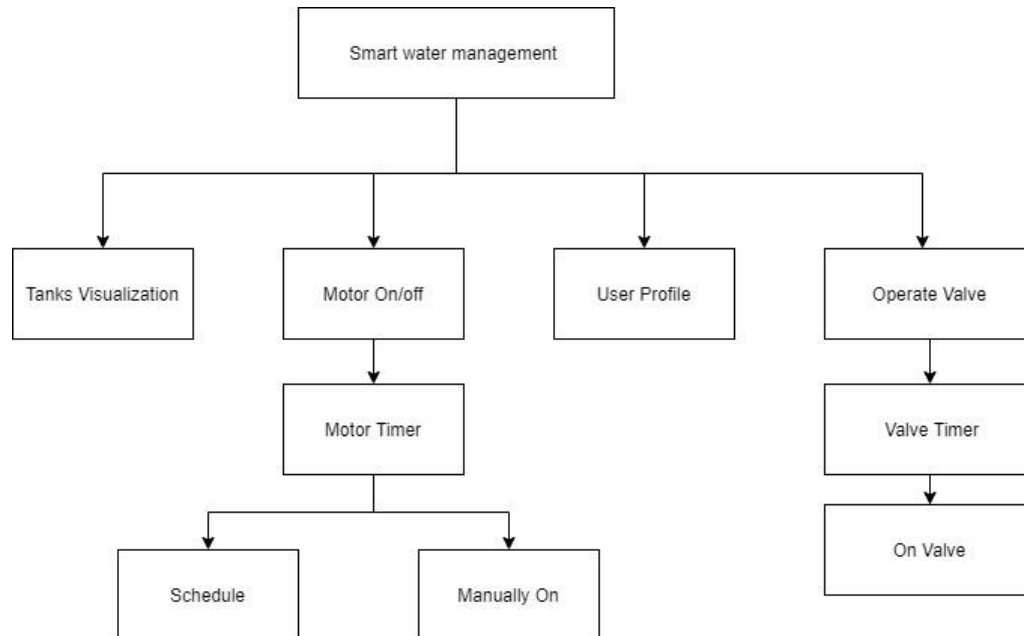 Smart water management
Tanks Visualization
Motor On/off
User Profile
Operate Valve
Motor Timer
Valve Timer
On Valve
Schedule
Manually On